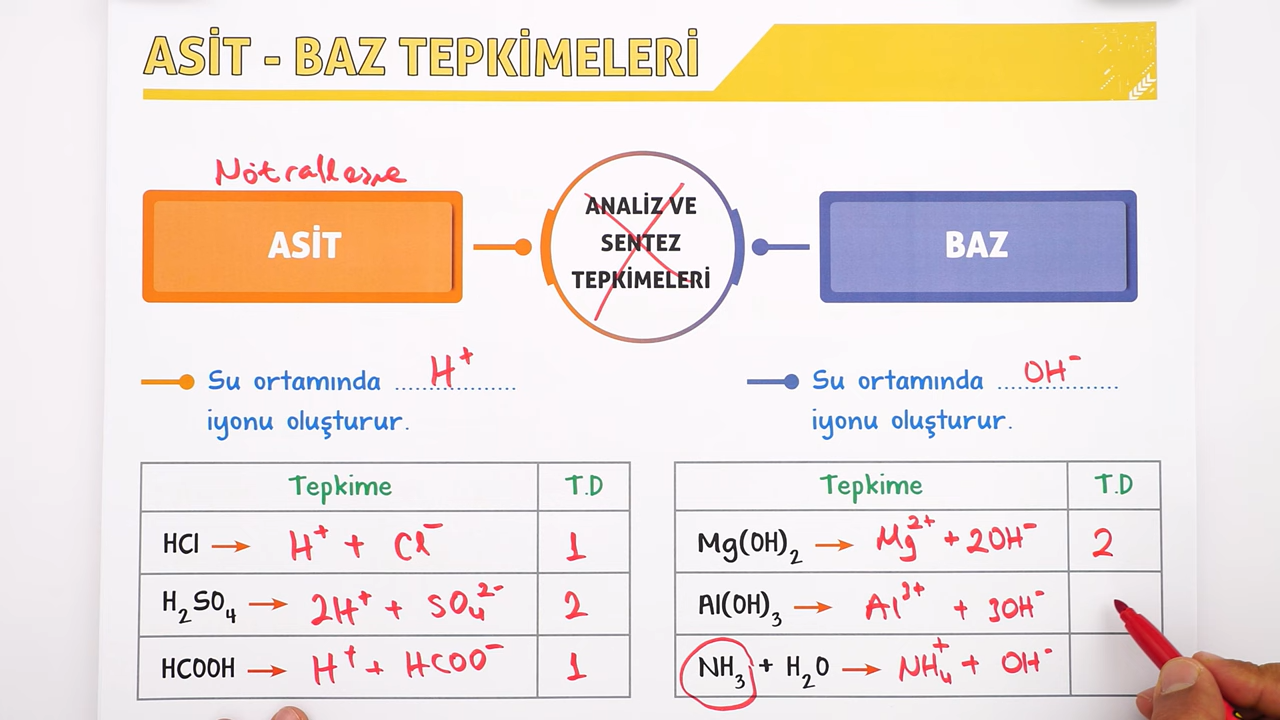 ASİT - BAZ TEPKİMELERİ
Nötralleşme
ASİT
ANALİZ VE
SENTEZ
TEPKİMELERİ
BAZ
Su ortamında H⁺
iyonu oluşturur.
Su ortamında OH⁻
iyonu oluşturur.
Tepkime T.D
HCl → H⁺ + Cl⁻ 1
H₂SO₄ → 2H⁺ + SO₄²⁻ 2
HCOOH → H⁺ + HCOO⁻ 1
Tepkime T.D
Mg(OH)₂ → Mg²⁺ + 2OH⁻ 2
Al(OH)₃ → Al³⁺ + 3OH⁻
NH₃ + H₂O → NH₄⁺ + OH⁻